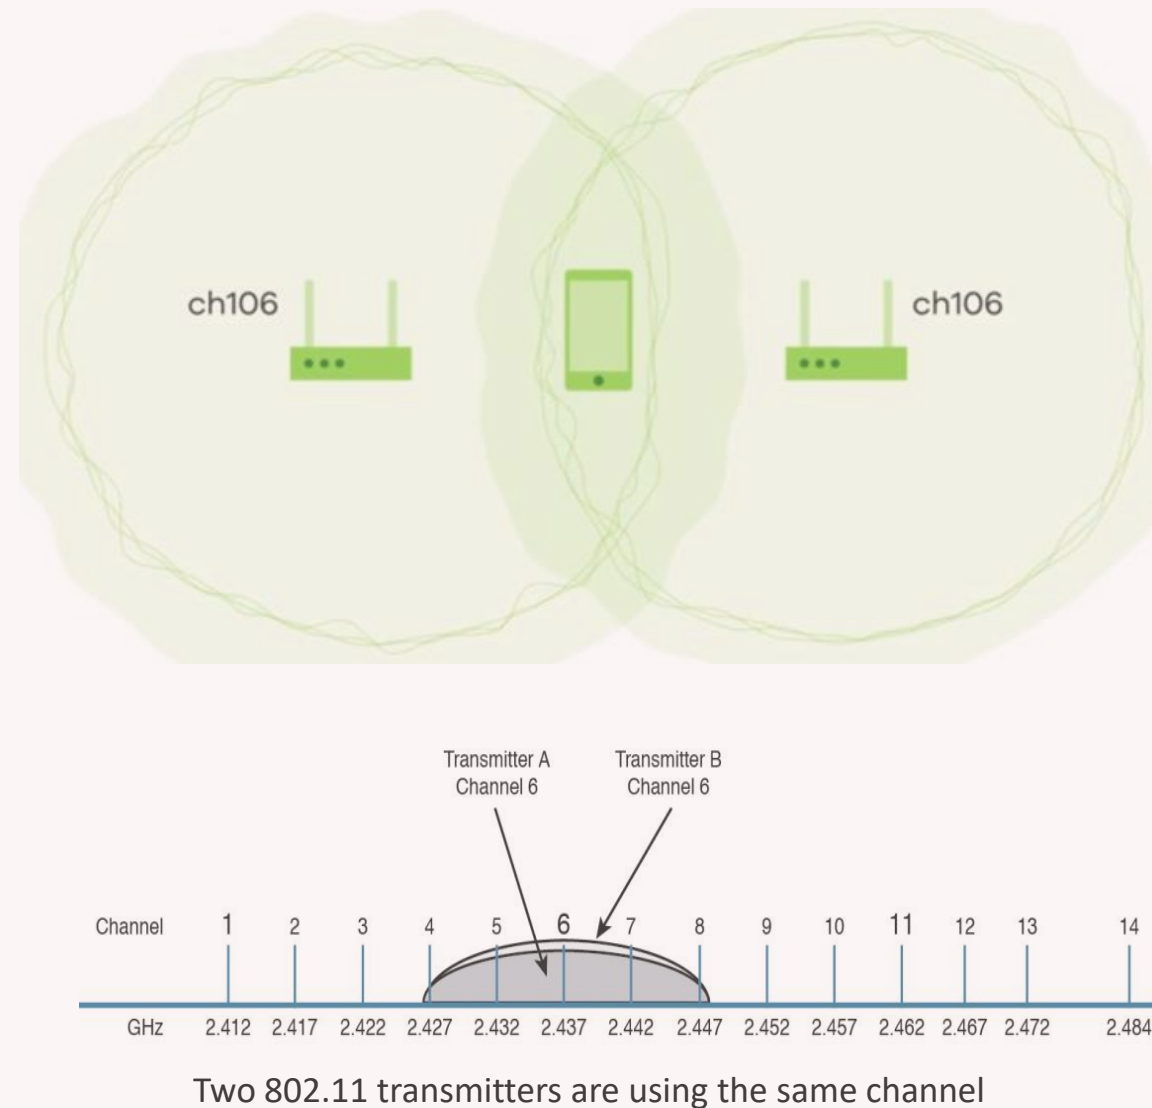 ch106
ch106
Transmitter A
Channel 6
Transmitter B
Channel 6
Channel 1 2 3 4 5 6 7 8 9 10 11 12 13 14
GHz 2.412 2.417 2.422 2.427 2.432 2.437 2.442 2.447 2.452 2.457 2.462 2.467 2.472 2.484
Two 802.11 transmitters are using the same channel